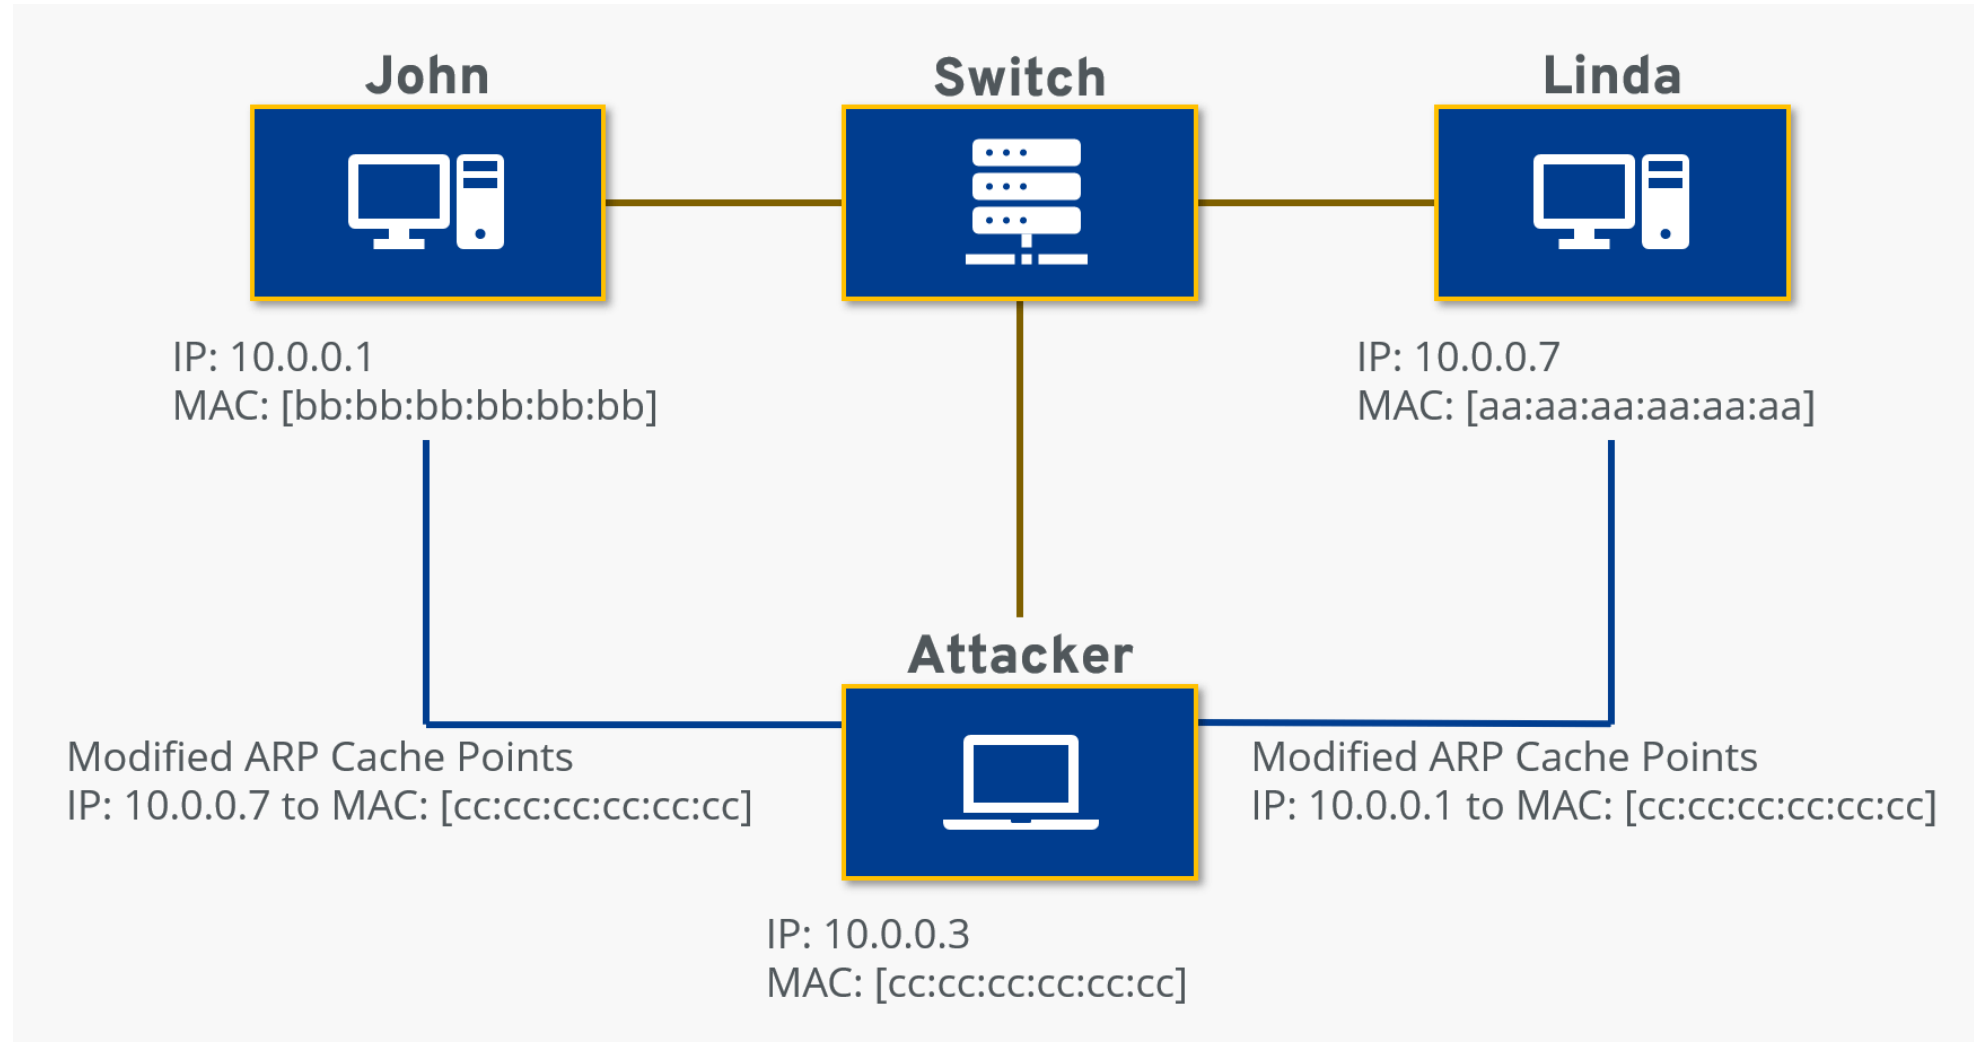 John
Switch
Linda
IP: 10.0.0.1
MAC: [bb:bb:bb:bb:bb:bb]
IP: 10.0.0.7
MAC: [aa:aa:aa:aa:aa:aa]
Attacker
Modified ARP Cache Points
IP: 10.0.0.7 to MAC: [cc:cc:cc:cc:cc:cc]
Modified ARP Cache Points
IP: 10.0.0.1 to MAC: [cc:cc:cc:cc:cc:cc]
IP: 10.0.0.3
MAC: [cc:cc:cc:cc:cc:cc]